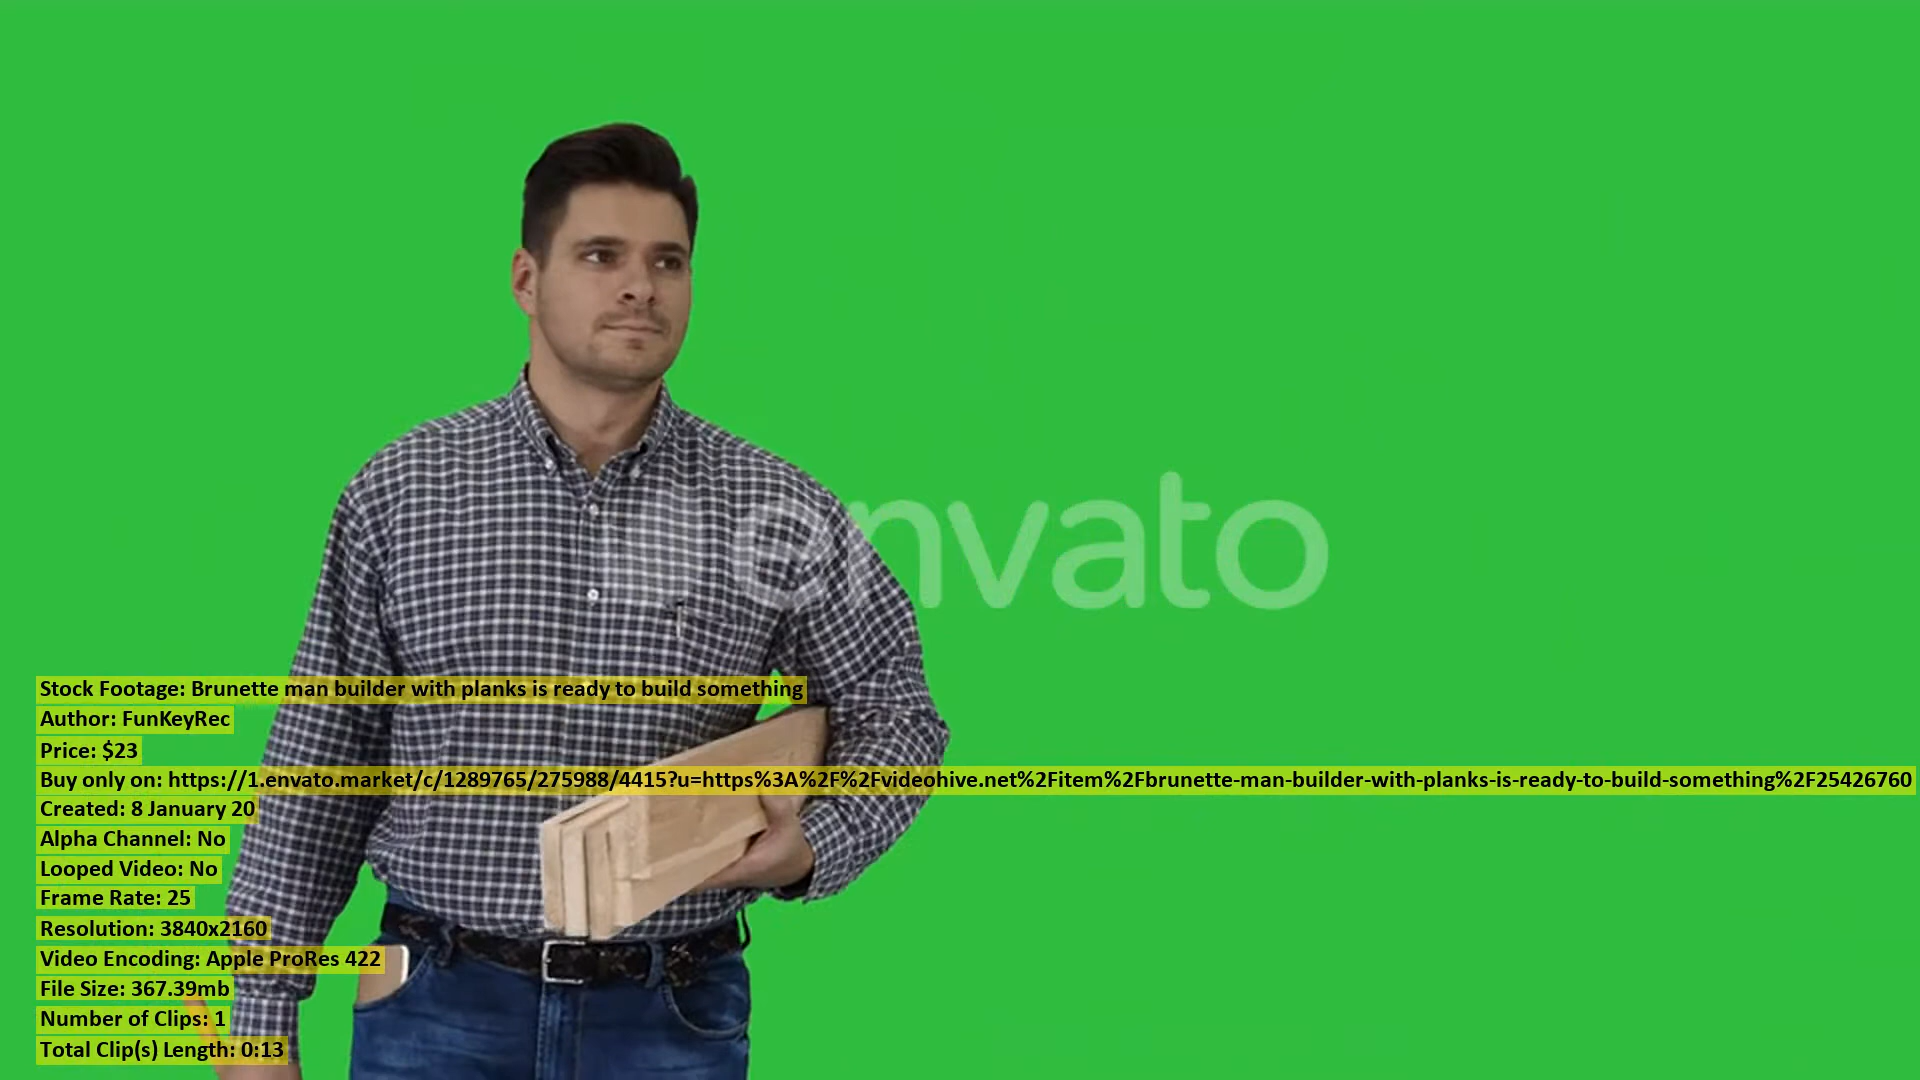 envato
Stock Footage: Brunette man builder with planks is ready to build something
Author: FunKeyRec
Price: $23
Buy only on: https://1.envato.market/c/1289765/275988/4415?u=https%3A%2F%2Fvideohive.net%2Fitem%2Fbrunette-man-builder-with-planks-is-ready-to-build-something%2F25426760
Created: 8 January 20
Alpha Channel: No
Looped Video: No
Frame Rate: 25
Resolution: 3840x2160
Video Encoding: Apple ProRes 422
File Size: 367.39mb
Number of Clips: 1
Total Clip(s) Length: 0:13